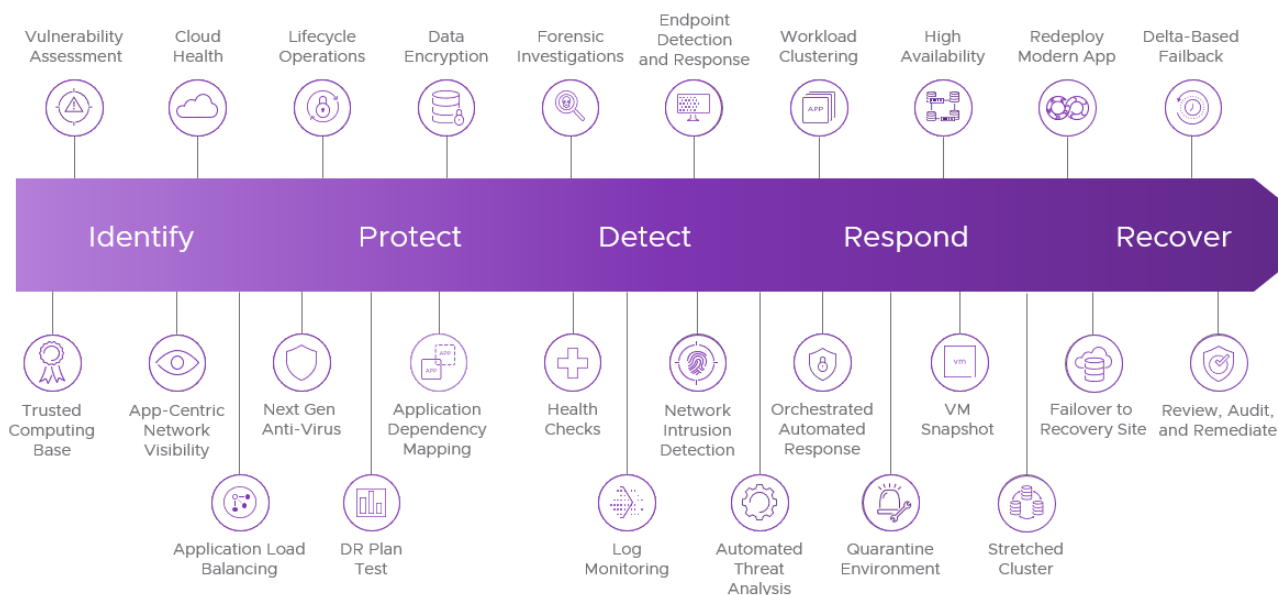 Vulnerability
Assessment
Cloud
Health
Lifecycle
Operations
Data
Encryption
Forensic
Investigations
Endpoint
Detection
and Response
Workload
Clustering
High
Availability
Redeploy
Modern App
Delta-Based
Failback
APP
Identify
Protect
Detect
Respond
Recover
APP
APP
vm
Trusted
Computing
Base
App-Centric
Network
Visibility
Next Gen
Anti-Virus
Application
Dependency
Mapping
Health
Checks
Network
Intrusion
Detection
Orchestrated
Automated
Response
VM
Snapshot
Failover to
Recovery Site
Review, Audit,
and Remediate
Application Load
Balancing
DR Plan
Test
Log
Monitoring
Automated
Threat
Analysis
Quarantine
Environment
Stretched
Cluster